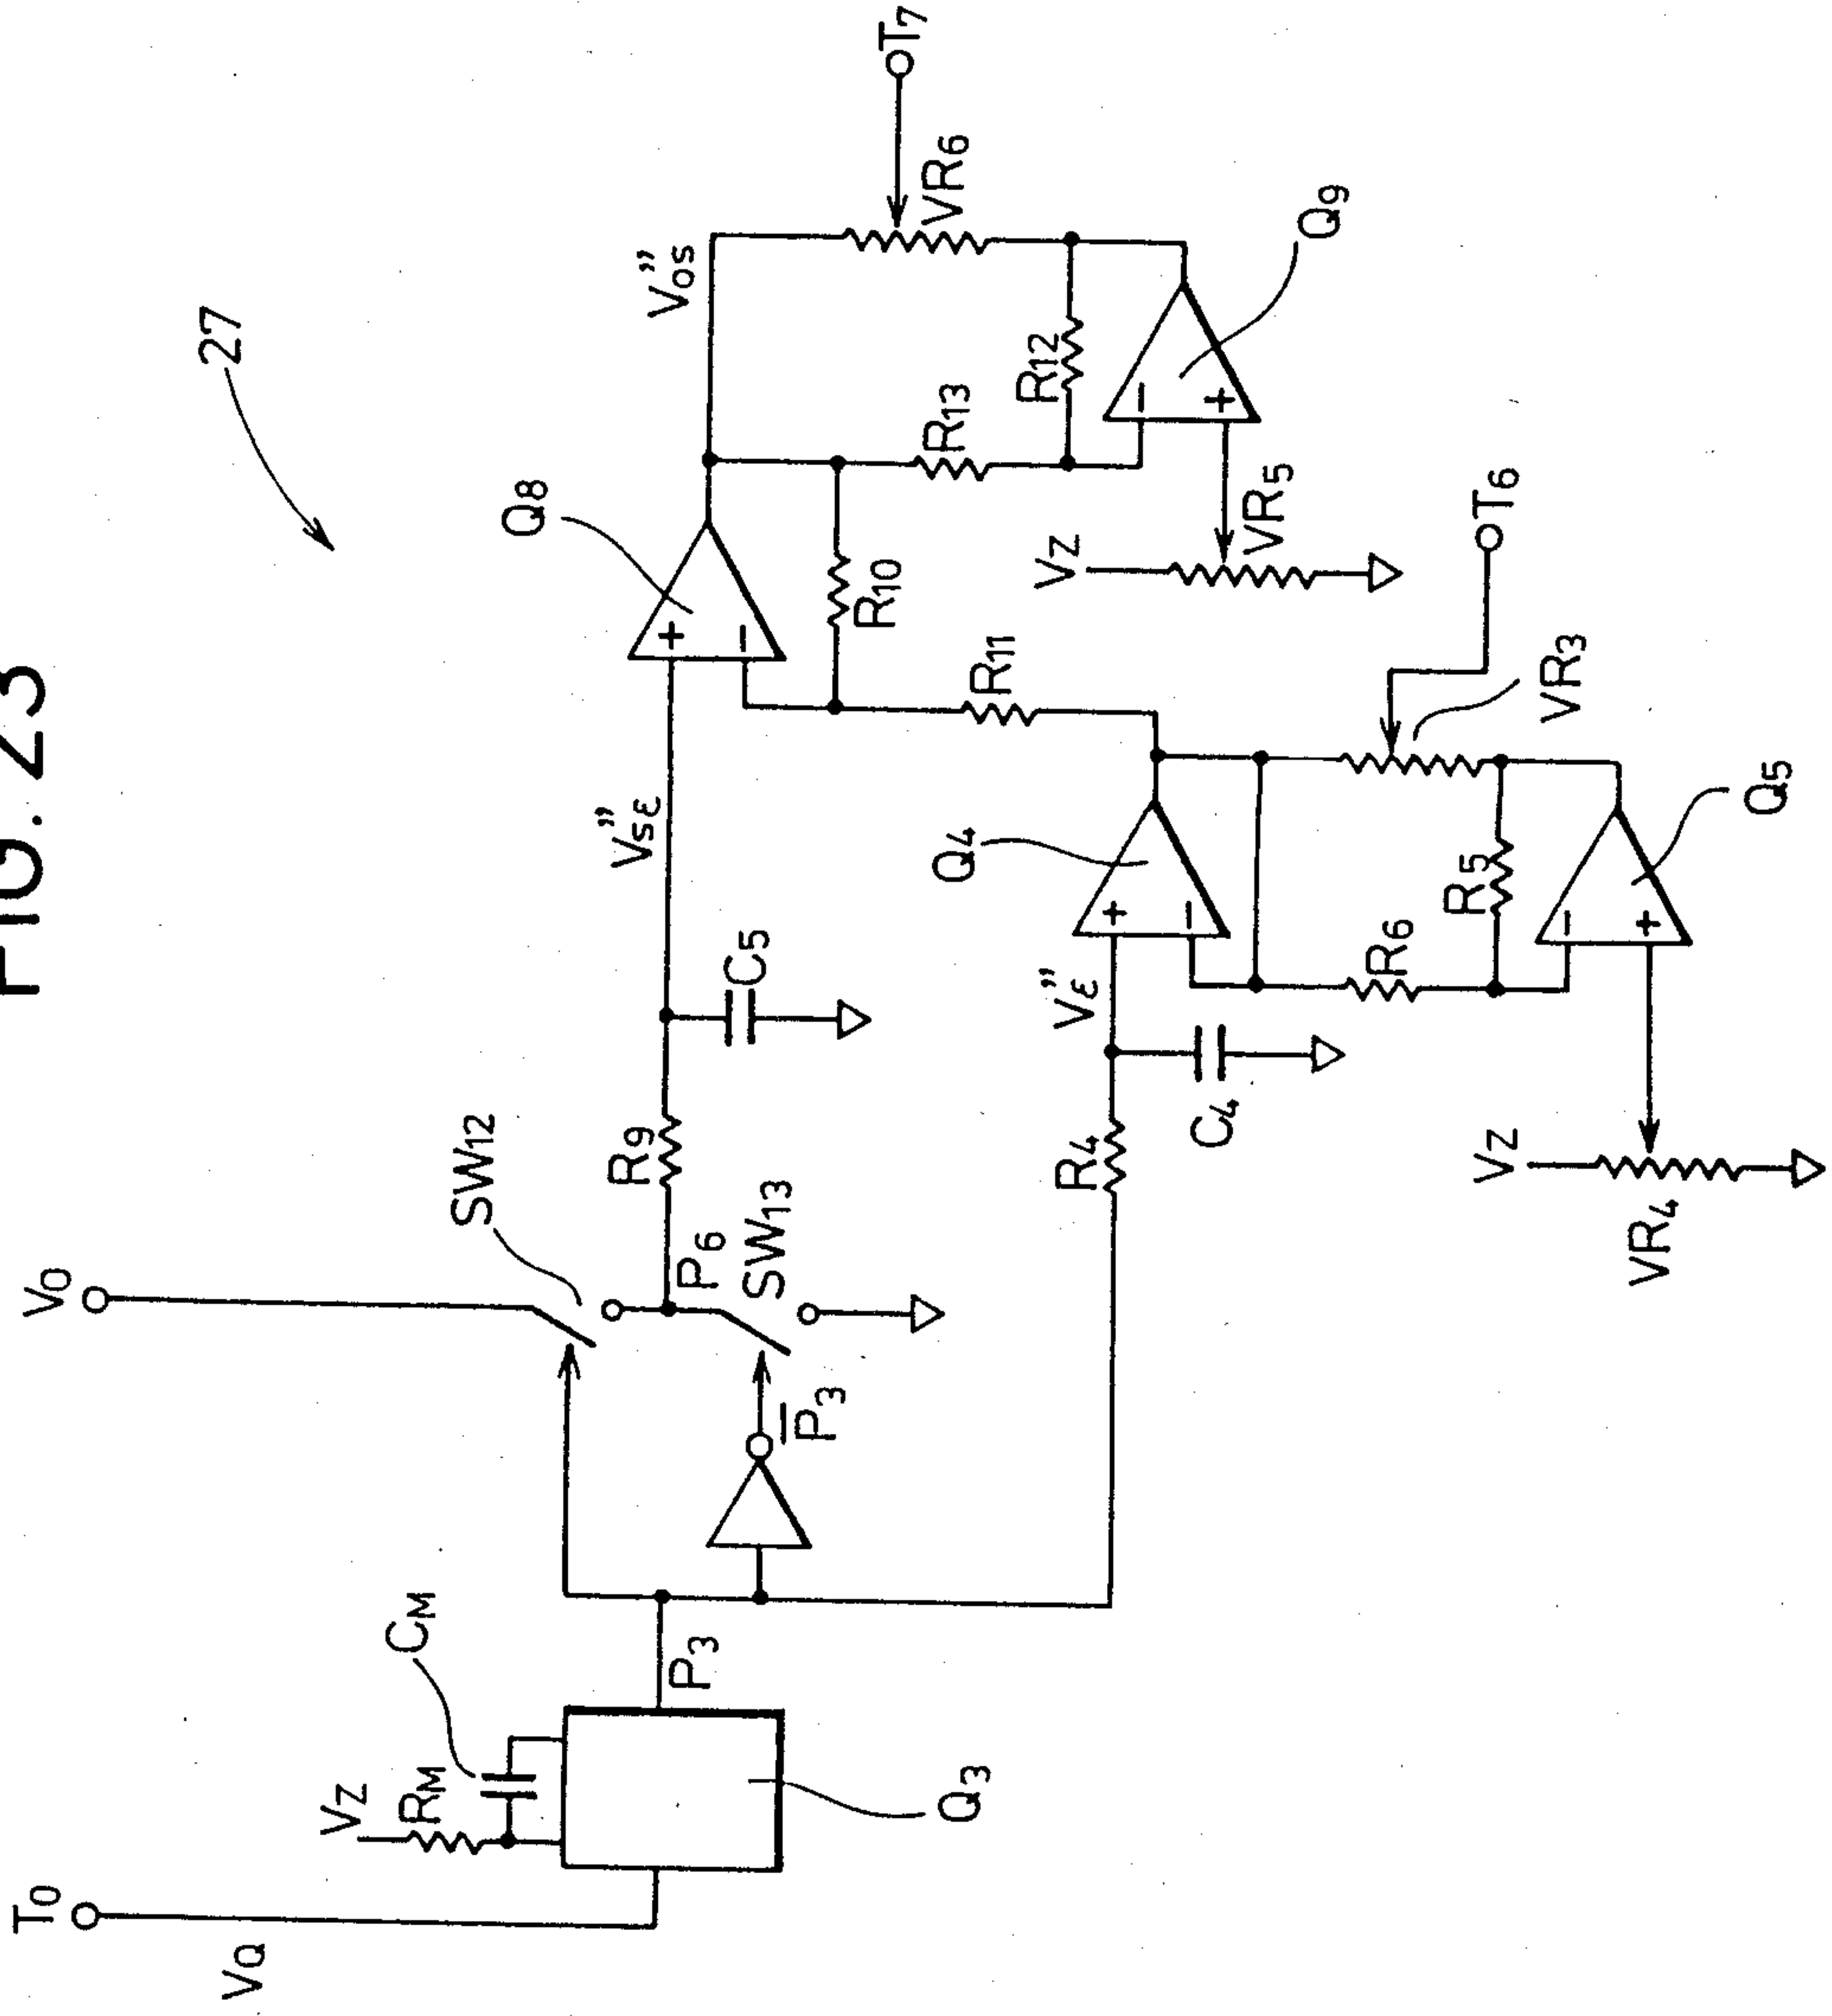 FIG. 23
27
T0
VQ
VZ
RM
CM
Q3
P3
P̅3
VO
SW12
P6
SW13
R9
C5
V"sε
Q8
R10
R11
V"os
R13
R12
VR6
T7
Q9
VZ
VR5
R4
C4
V"ε
Q4
R6
R5
VR3
T6
Q5
VZ
VR4